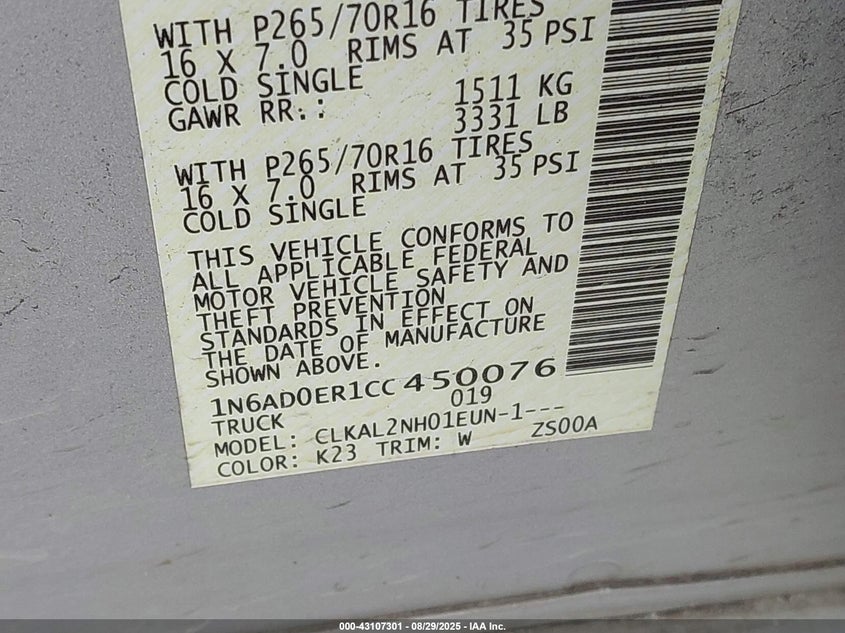 WITH P265/70R16 TIRES
16 X 7.0 RIMS AT 35 PSI
COLD SINGLE
GAWR RR.: 1511 KG
3331 LB
WITH P265/70R16 TIRES
16 X 7.0 RIMS AT 35 PSI
COLD SINGLE
THIS VEHICLE CONFORMS TO
ALL APPLICABLE FEDERAL
MOTOR VEHICLE SAFETY AND
THEFT PREVENTION
STANDARDS IN EFFECT ON
THE DATE OF MANUFACTURE
SHOWN ABOVE.
1N6AD0ER1CC450076
TRUCK 019
MODEL: CLKAL2NH01EUN-1---
COLOR: K23 TRIM: W ZS00A
000-43107301 - 08/29/2025 - IAA Inc.